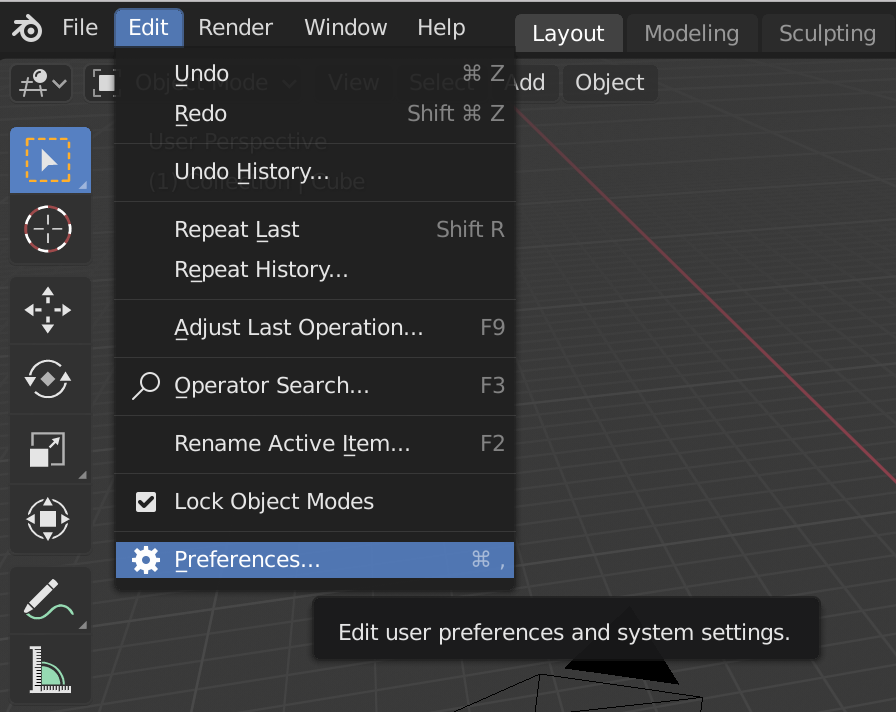 File Edit Render Window Help Layout Modeling Sculpting
Object Mode View Select Add Object
Undo ⌘ Z
Redo Shift ⌘ Z
User Perspective
Undo History...
(1) Collection | Cube
Repeat Last Shift R
Repeat History...
Adjust Last Operation... F9
Operator Search... F3
Rename Active Item... F2
Lock Object Modes
Preferences... ⌘ ,
Edit user preferences and system settings.